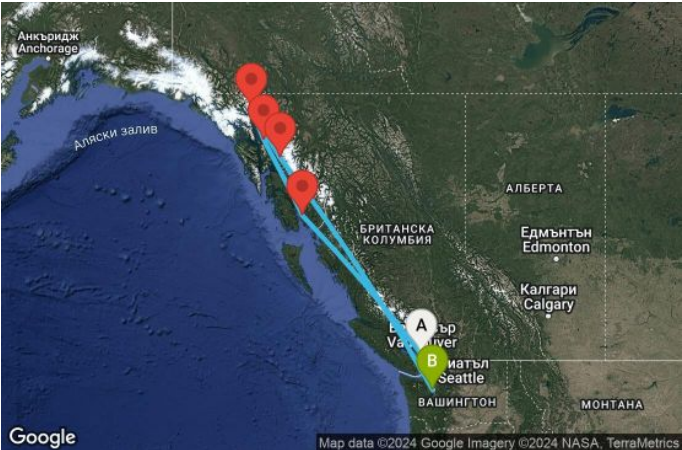 Анкъридж
Anchorage
Аляски залив
АЛБЕРТА
БРИТАНСКА
КОЛУМБИЯ
Едмънтън
Edmonton
Калгари
Calgary
A
B
Seattle
ВАШИНГТОН
МОНТАНА
Google
Map data ©2024 Google Imagery ©2024 NASA, TerraMetrics